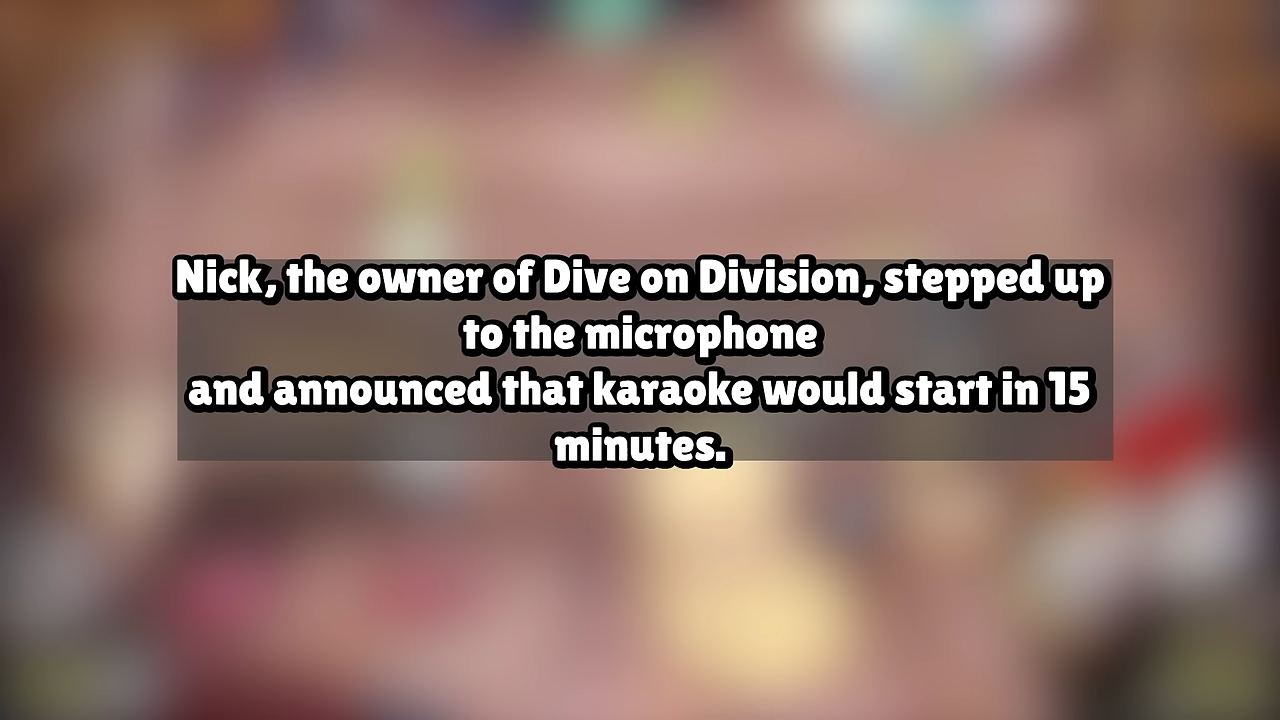 Nick, the owner of Dive on Division, stepped up
to the microphone
and announced that karaoke would start in 15
minutes.